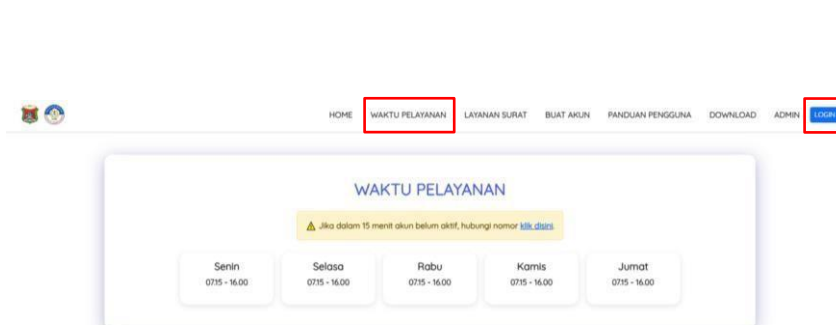 HOME WAKTU PELAYANAN LAYANAN SURAT BUAT AKUN PANDUAN PENGGUNA DOWNLOAD ADMIN LOGIN
WAKTU PELAYANAN
Jika dalam 15 menit akun belum aktif, hubungi nomor klik disini.
Senin Selasa Rabu Kamis Jumat
07.15 - 16.00 07.15 - 16.00 07.15 - 16.00 07.15 - 16.00 07.15 - 16.00